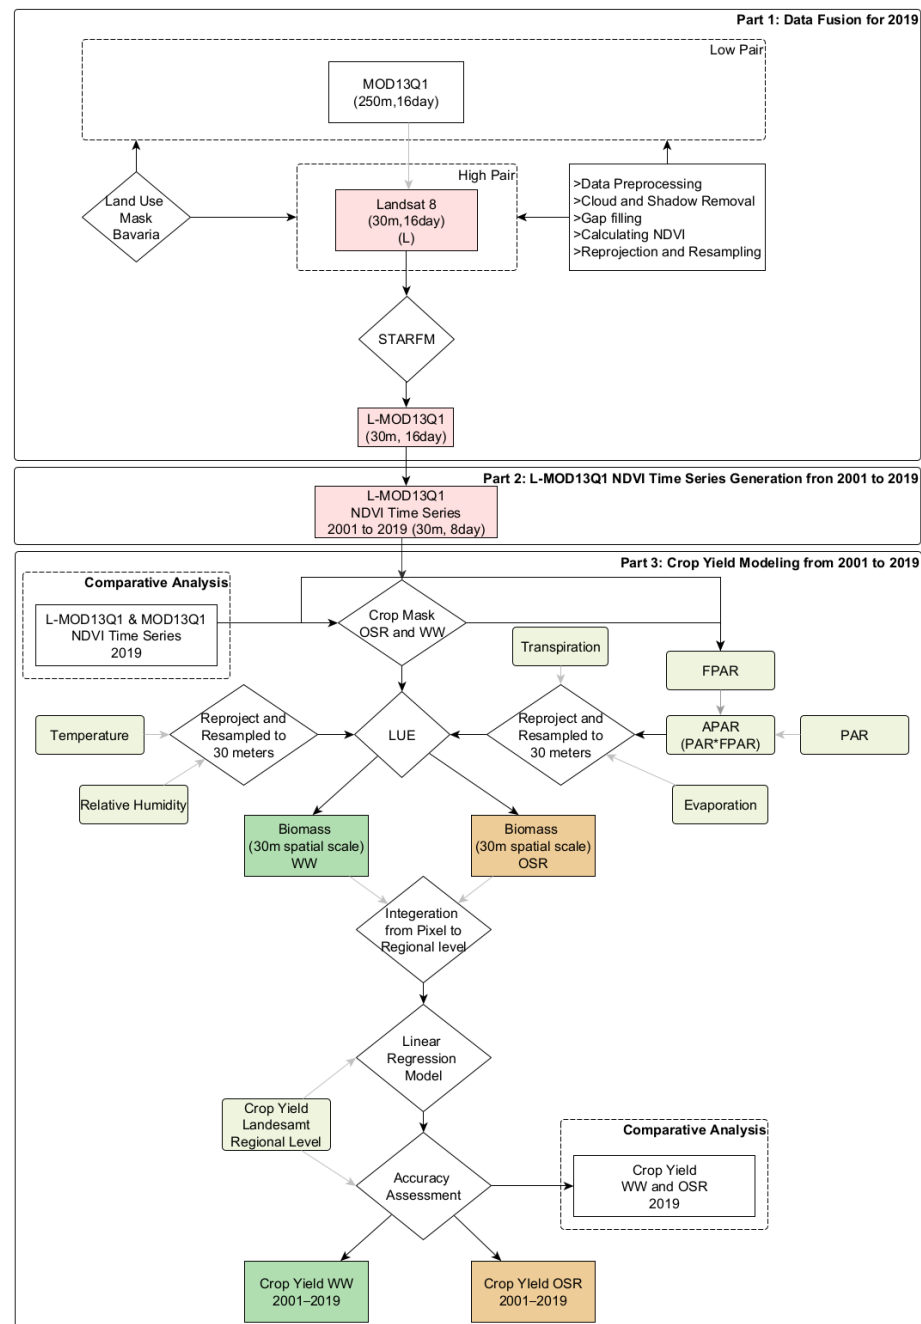 Part 1: Data Fusion for 2019
Low Pair
MOD13Q1
(250m,16day)
High Pair
Land Use
Mask
Bavaria
Landsat 8
(30m,16day)
(L)
>Data Preprocessing
>Cloud and Shadow Removal
>Gap filling
>Calculating NDVI
>Reprojection and Resampling
STARFM
L-MOD13Q1
(30m, 16day)
Part 2: L-MOD13Q1 NDVI Time Series Generation fron 2001 to 2019
L-MOD13Q1
NDVI Time Series
2001 to 2019 (30m, 8day)
Part 3: Crop Yield Modeling from 2001 to 2019
Comparative Analysis
L-MOD13Q1 & MOD13Q1
NDVI Time Series
2019
Crop Mask
OSR and WW
Transpiration
FPAR
Temperature
Reproject and
Resampled to
30 meters
LUE
Reproject and
Resampled to
30 meters
APAR
(PAR*FPAR)
PAR
Relative Humidity
Evaporation
Biomass
(30m spatial scale)
WW
Biomass
(30m spatial scale)
OSR
Integeration
from Pixel to
Regional level
Linear
Regression
Model
Crop Yield
Landesamt
Regional Level
Comparative Analysis
Accuracy
Assessment
Crop Yield
WW and OSR
2019
Crop Yield WW
2001–2019
Crop YIeld OSR
2001–2019